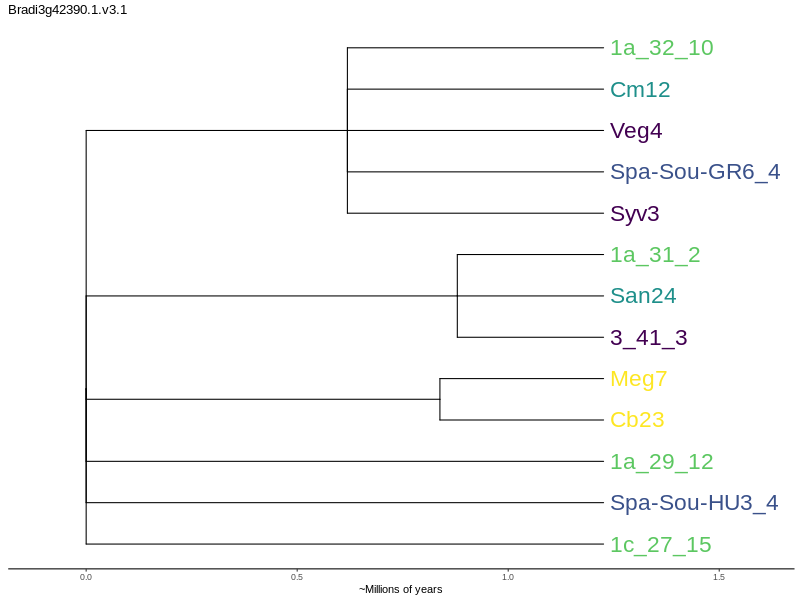 Bradi3g42390.1.v3.1
1a_32_10
Cm12
Veg4
Spa-Sou-GR6_4
Syv3
1a_31_2
San24
3_41_3
Meg7
Cb23
1a_29_12
Spa-Sou-HU3_4
1c_27_15
0.0 0.5 1.0 1.5
~Millions of years